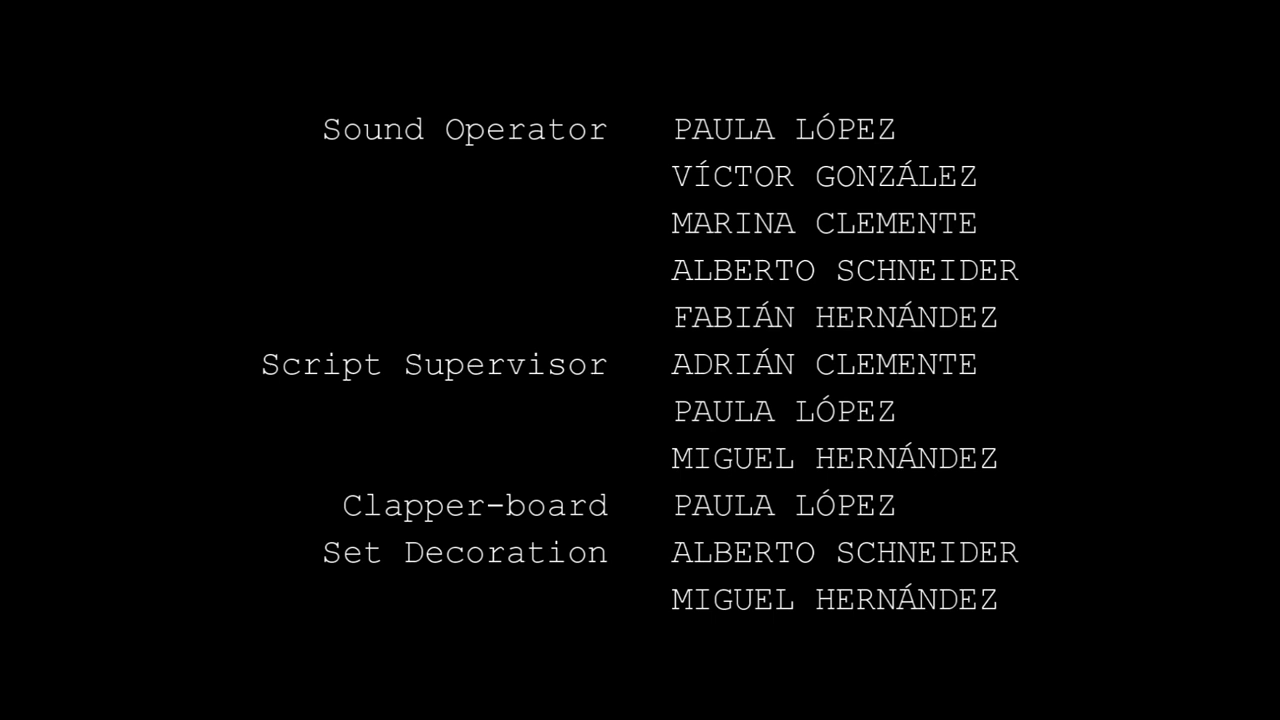 Sound Operator PAULA LÓPEZ
VÍCTOR GONZÁLEZ
MARINA CLEMENTE
ALBERTO SCHNEIDER
FABIÁN HERNÁNDEZ
Script Supervisor ADRIÁN CLEMENTE
PAULA LÓPEZ
MIGUEL HERNÁNDEZ
Clapper-board PAULA LÓPEZ
Set Decoration ALBERTO SCHNEIDER
MIGUEL HERNÁNDEZ